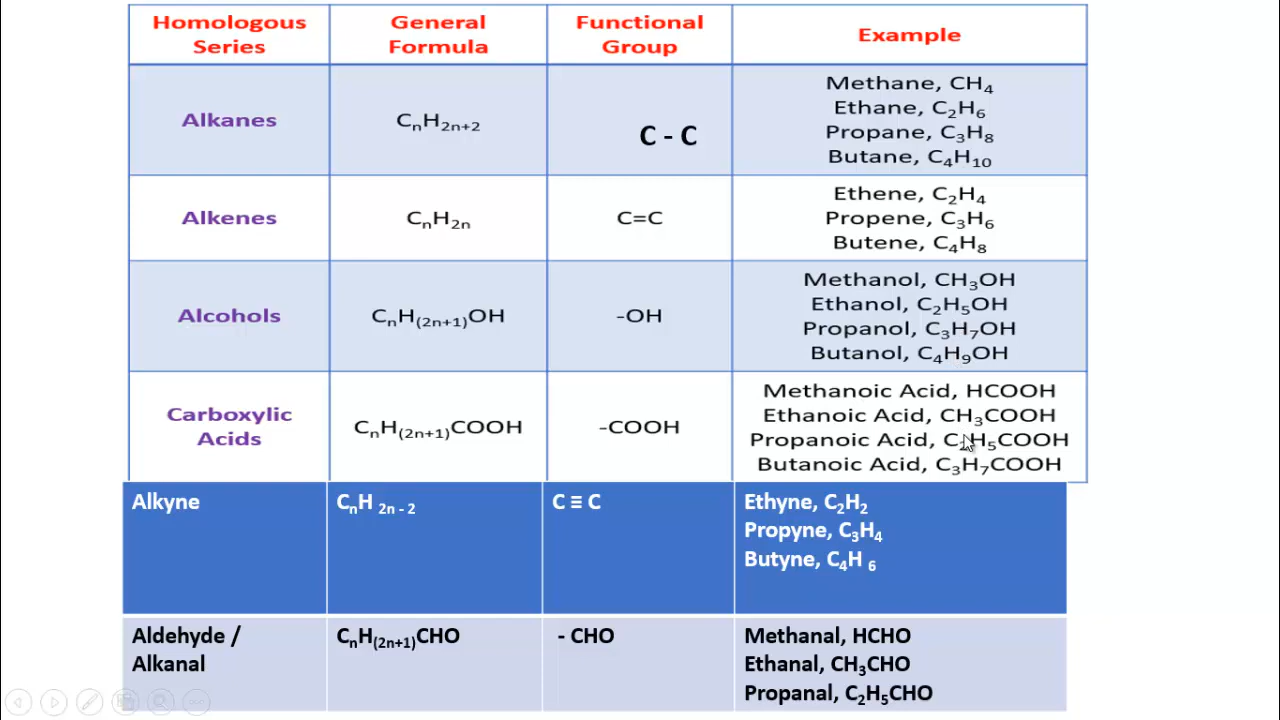 Homologous Series
General Formula
Functional Group
Example
Alkanes
CₙH₂ₙ₊₂
C - C
Methane, CH₄
Ethane, C₂H₆
Propane, C₃H₈
Butane, C₄H₁₀
Alkenes
CₙH₂ₙ
C=C
Ethene, C₂H₄
Propene, C₃H₆
Butene, C₄H₈
Alcohols
CₙH₍₂ₙ₊₁₎OH
-OH
Methanol, CH₃OH
Ethanol, C₂H₅OH
Propanol, C₃H₇OH
Butanol, C₄H₉OH
Carboxylic Acids
CₙH₍₂ₙ₊₁₎COOH
-COOH
Methanoic Acid, HCOOH
Ethanoic Acid, CH₃COOH
Propanoic Acid, C₂H₅COOH
Butanoic Acid, C₃H₇COOH
Alkyne
CₙH ₂ₙ ₋ ₂
C ≡ C
Ethyne, C₂H₂
Propyne, C₃H₄
Butyne, C₄H ₆
Aldehyde / Alkanal
CₙH₍₂ₙ₊₁₎CHO
- CHO
Methanal, HCHO
Ethanal, CH₃CHO
Propanal, C₂H₅CHO